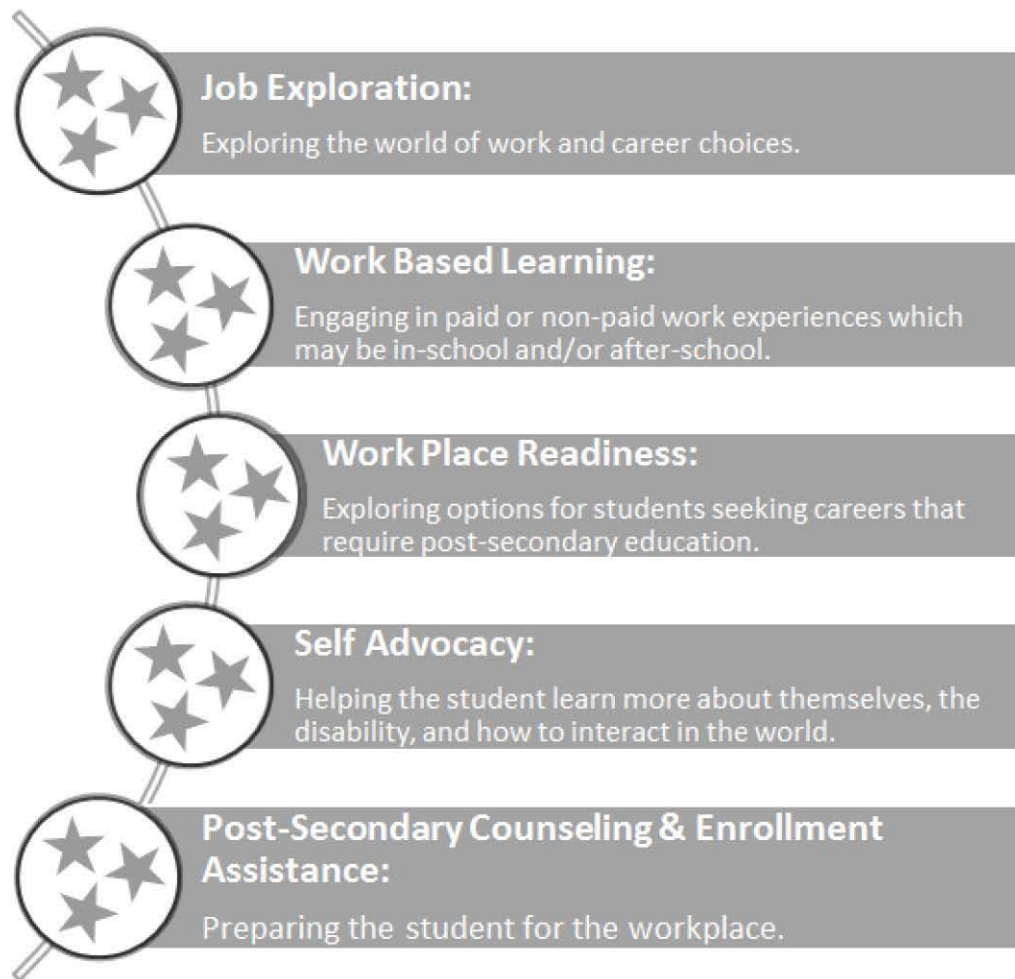 Job Exploration:
Exploring the world of work and career choices.
Work Based Learning:
Engaging in paid or non-paid work experiences which
may be in-school and/or after-school.
Work Place Readiness:
Exploring options for students seeking careers that
require post-secondary education.
Self Advocacy:
Helping the student learn more about themselves, the
disability, and how to interact in the world.
Post-Secondary Counseling & Enrollment
Assistance:
Preparing the student for the workplace.